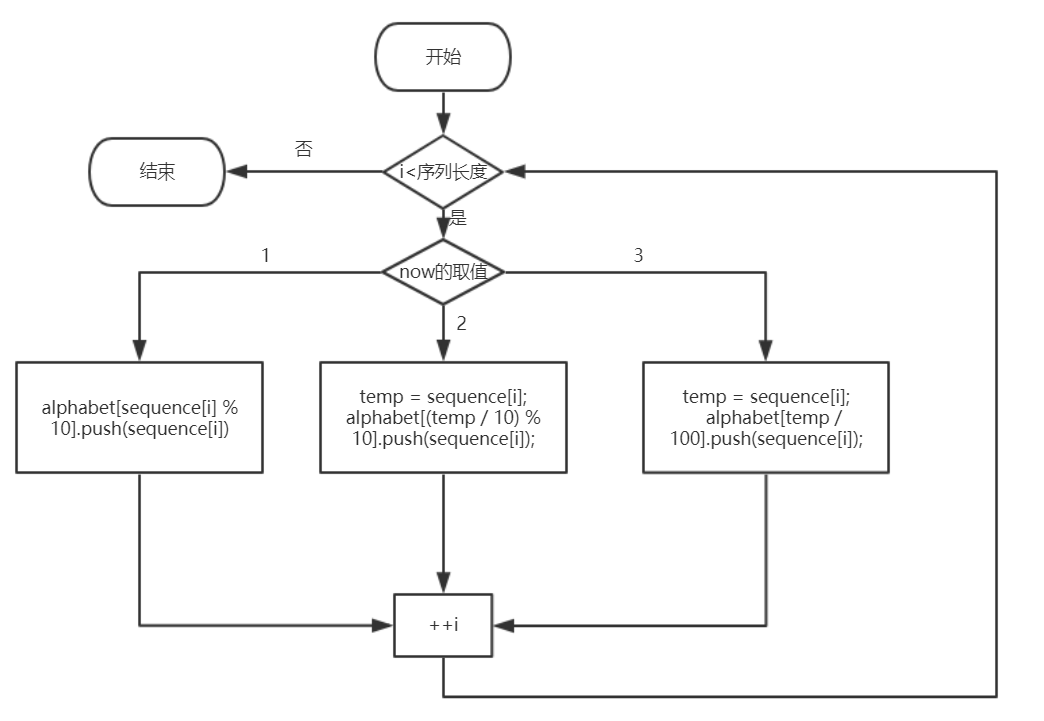 开始
否
结束
i<序列长度
是
1
now的取值
3
2
alphabet[sequence[i] %
10].push(sequence[i])
temp = sequence[i];
alphabet[(temp / 10) %
10].push(sequence[i]);
temp = sequence[i];
alphabet[temp /
100].push(sequence[i]);
++i